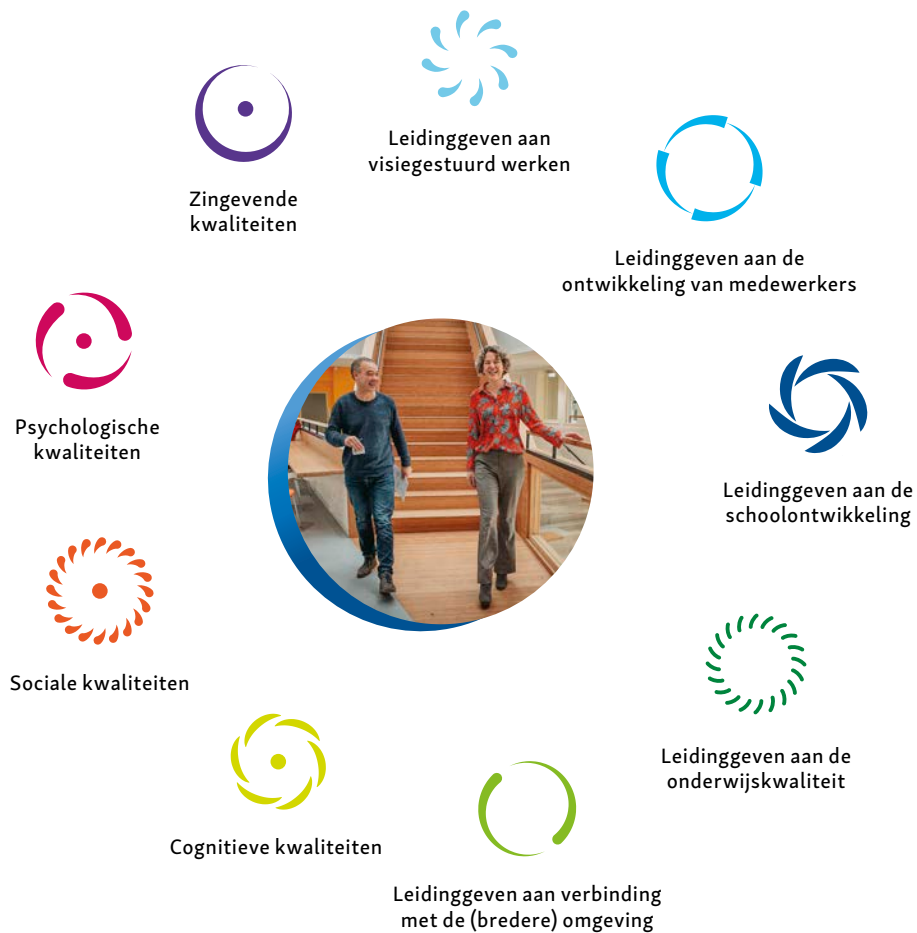 Leidinggeven aan
visiegestuurd werken
Zingevende
kwaliteiten
Leidinggeven aan de
ontwikkeling van medewerkers
Psychologische
kwaliteiten
Leidinggeven aan de
schoolontwikkeling
Sociale kwaliteiten
Leidinggeven aan de
onderwijskwaliteit
Cognitieve kwaliteiten
Leidinggeven aan verbinding
met de (bredere) omgeving